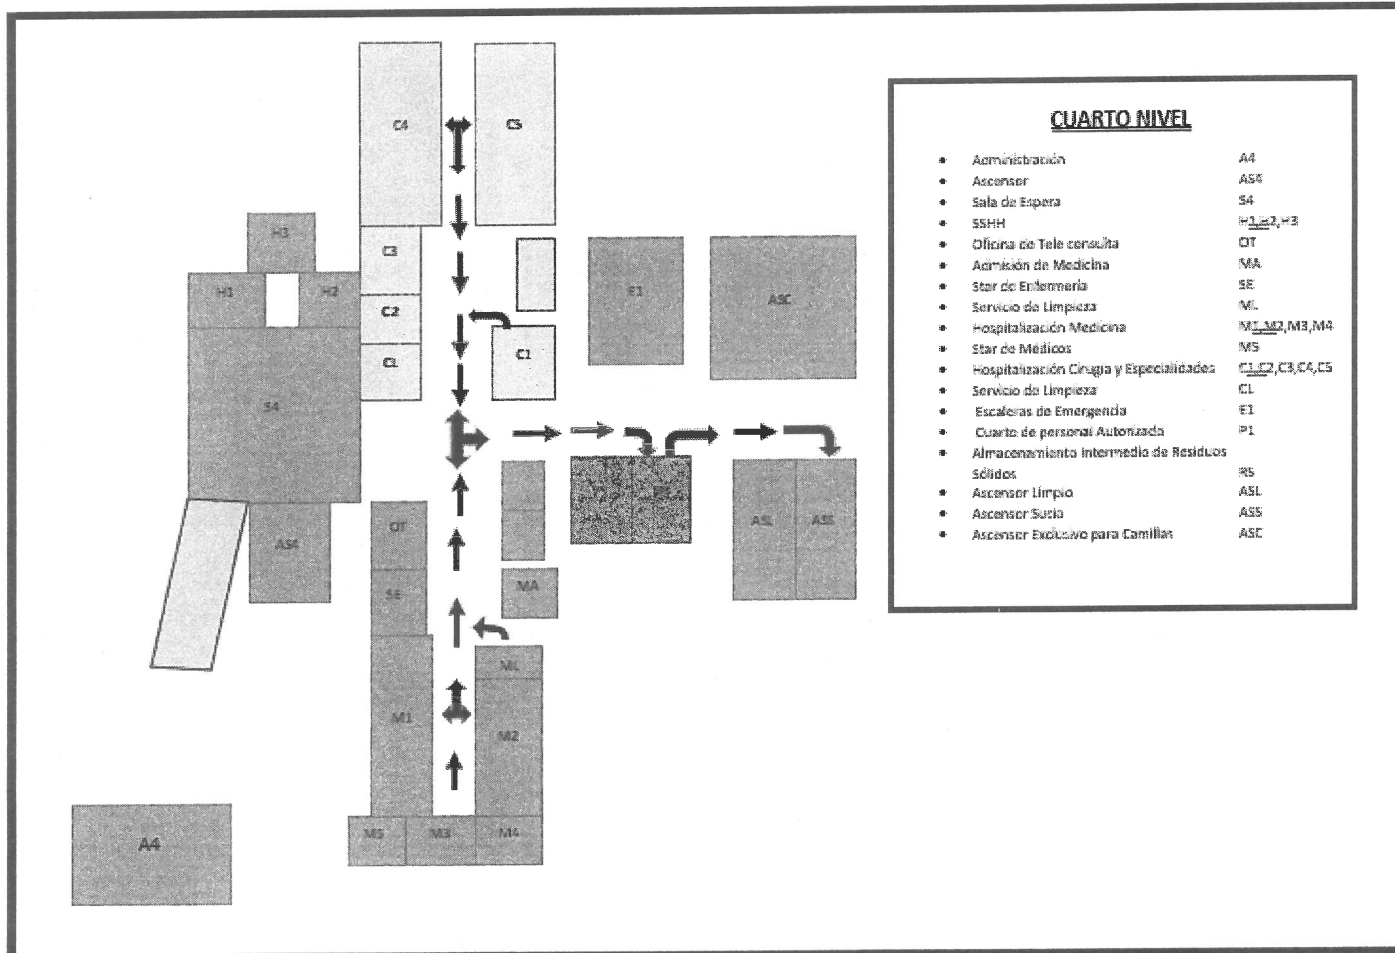 CUARTO NIVEL
• Administración A4
• Ascensor AS4
• Sala de Espera S4
• SSHH H1,H2,H3
• Oficina de Tele consulta OT
• Admisión de Medicina MA
• Star de Enfermería SE
• Servicio de Limpieza ML
• Hospitalización Medicina M1,M2,M3,M4
• Star de Médicos M5
• Hospitalización Cirugia y Especialidades C1,C2,C3,C4,C5
• Servicio de Limpieza CL
• Escaleras de Emergencia E1
• Cuarto de personal Autorizado P1
• Almacenamiento Intermedio de Residuos
Sólidos RS
• Ascensor Limpio ASL
• Ascensor Sucio ASS
• Ascensor Exclusivo para Camillas ASC
C4
C5
H3
C3
H1
H2
C2
E1
ASC
CL
C1
S4
OT
AS4
ASL
ASS
SE
MA
ML
M1
M2
M5
M3
M4
A4